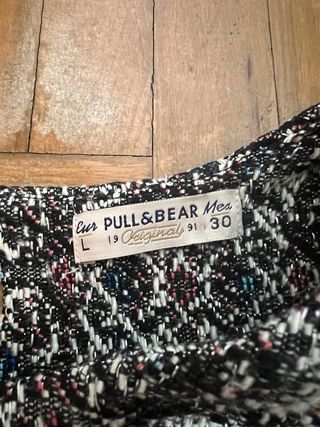 Eur PULL&BEAR Mex
L 19 Original 91 30